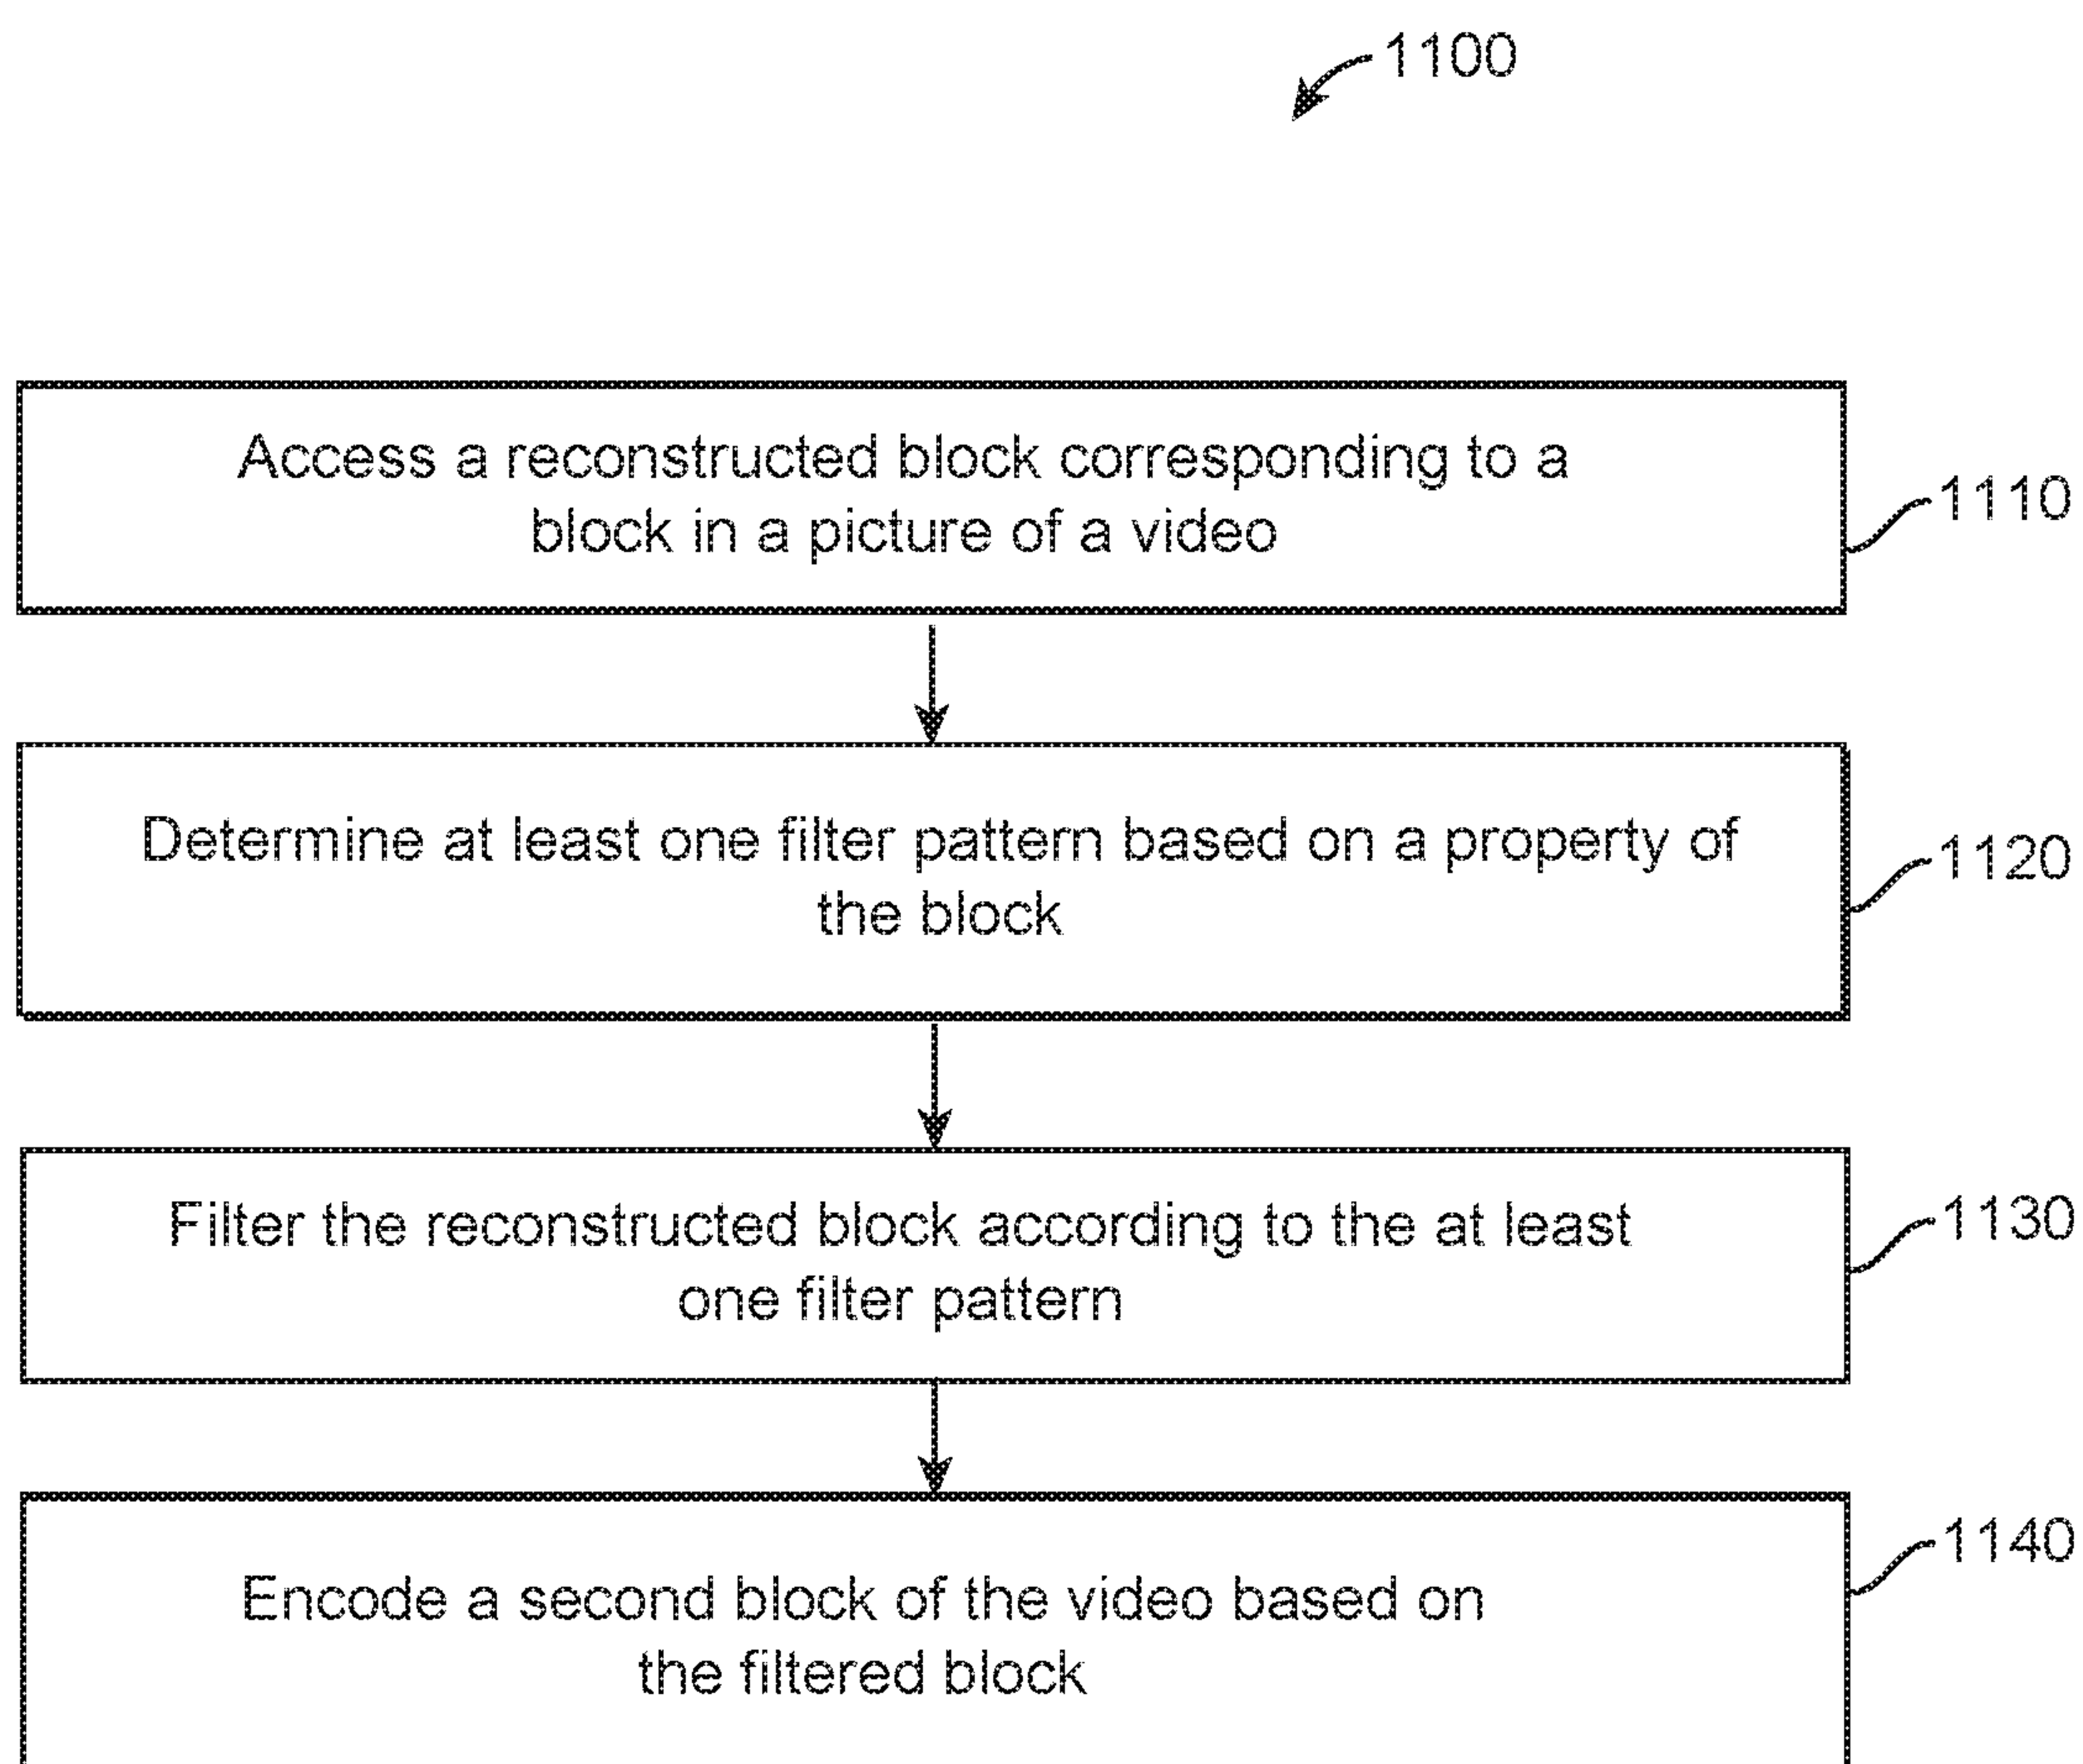 1100
Access a reconstructed block corresponding to a
block in a picture of a video
1110
Determine at least one filter pattern based on a property of
the block
1120
Filter the reconstructed block according to the at least
one filter pattern
1130
Encode a second block of the video based on
the filtered block
1140